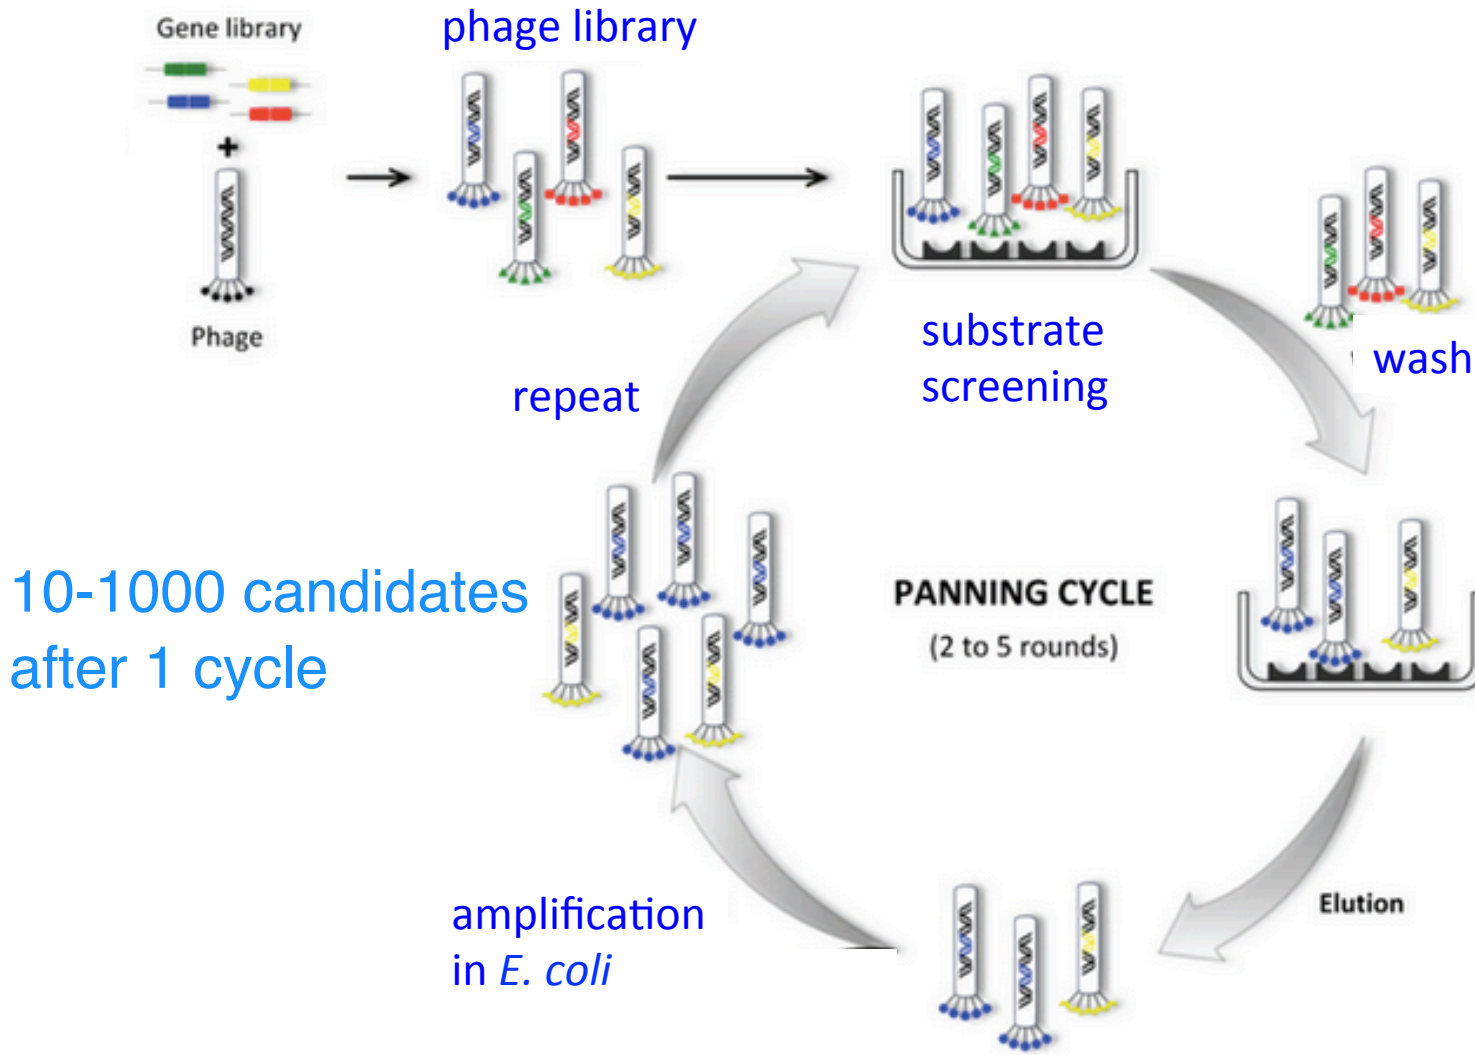 Gene library
phage library
+
Phage
substrate
screening
wash
repeat
10-1000 candidates
after 1 cycle
PANNING CYCLE
(2 to 5 rounds)
Elution
amplification
in E. coli